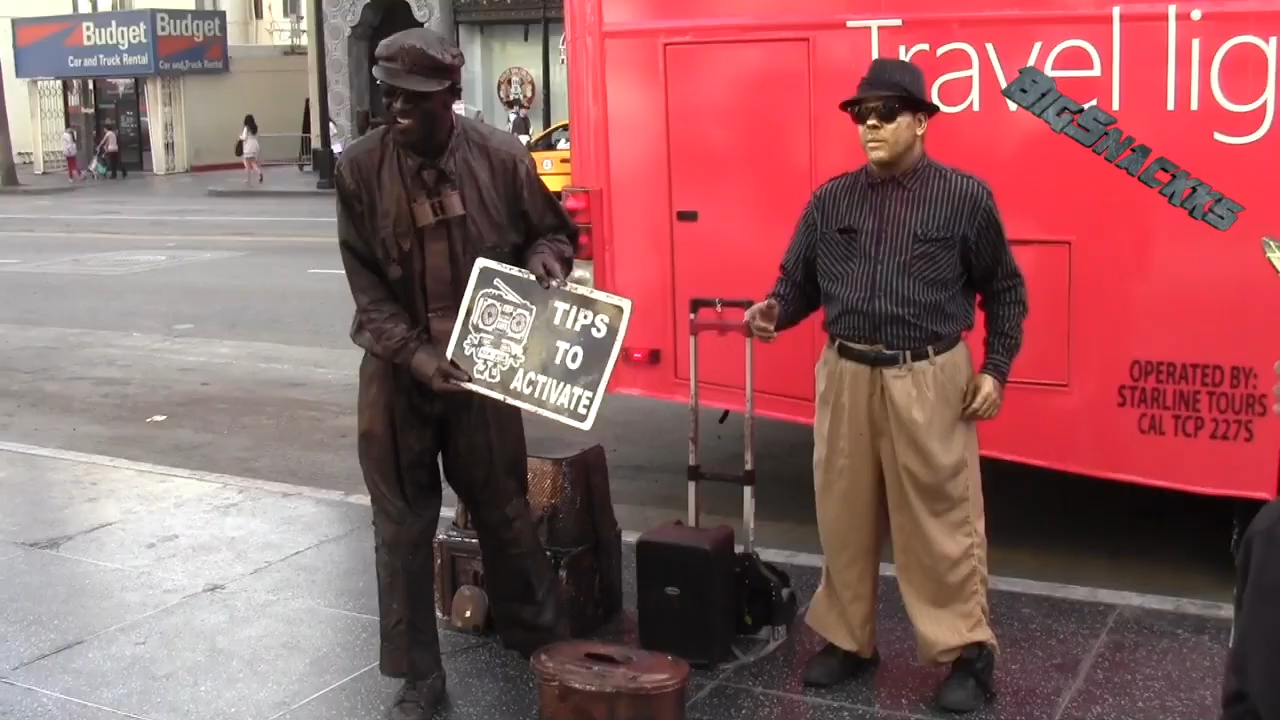 Budget
Car and Truck Rental
Budget
Car and Truck Rental
Travel lig
BIGSNACKKS
TIPS
TO
ACTIVATE
OPERATED BY:
STARLINE TOURS
CAL TCP 227S